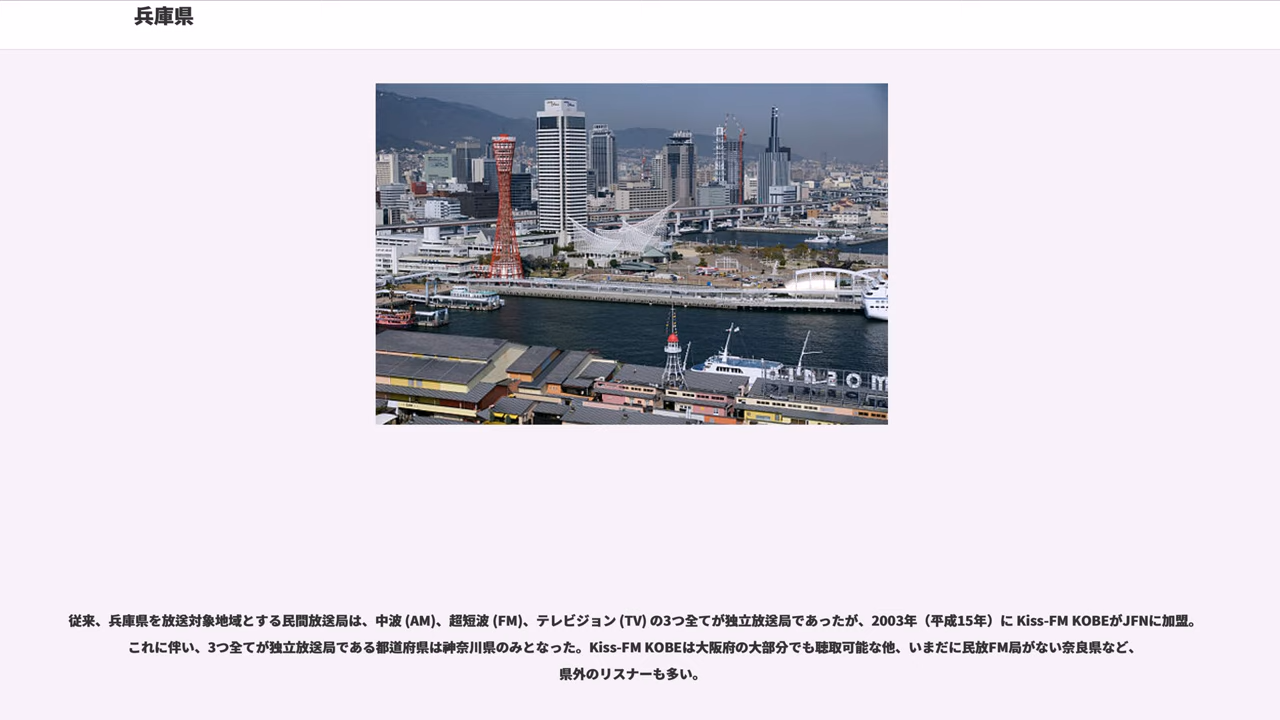 兵庫県
従来、兵庫県を放送対象地域とする民間放送局は、中波 (AM)、超短波 (FM)、テレビジョン (TV) の3つ全てが独立放送局であったが、2003年（平成15年）に Kiss-FM KOBEがJFNに加盟。
これに伴い、3つ全てが独立放送局である都道府県は神奈川県のみとなった。Kiss-FM KOBEは大阪府の大部分でも聴取可能な他、いまだに民放FM局がない奈良県など、
県外のリスナーも多い。